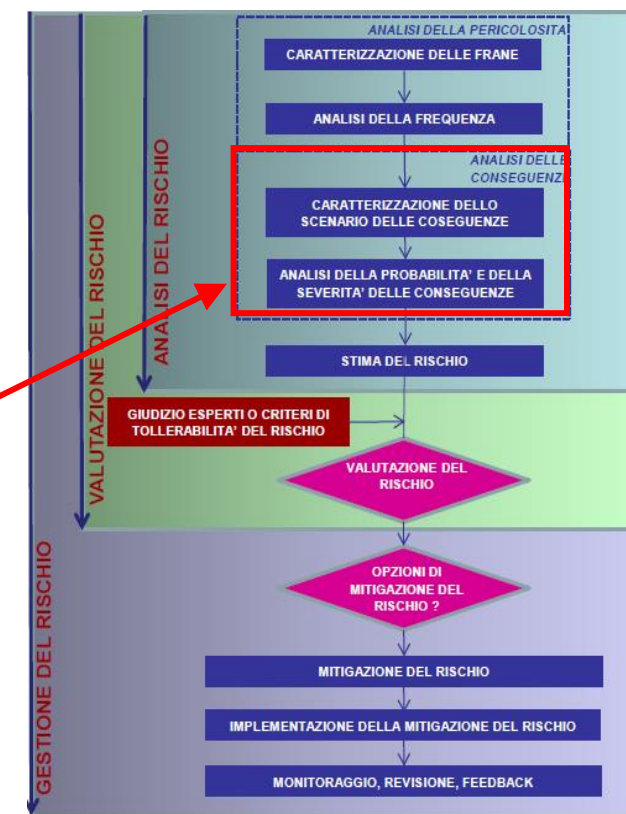 ANALISI DELLA PERICOLOSITA'
CARATTERIZZAZIONE DELLE FRANE
ANALISI DELLA FREQUENZA
ANALISI DELLE
CONSEGUENZE
CARATTERIZZAZIONE DELLO
SCENARIO DELLE COSEGUENZE
ANALISI DELLA PROBABILITA' E DELLA
SEVERITA' DELLE CONSEGUENZE
STIMA DEL RISCHIO
ANALISI DEL RISCHIO
GIUDIZIO ESPERTI O CRITERI DI
TOLLERABILITA' DEL RISCHIO
VALUTAZIONE DEL
RISCHIO
VALUTAZIONE DEL RISCHIO
OPZIONI DI
MITIGAZIONE DEL
RISCHIO ?
MITIGAZIONE DEL RISCHIO
IMPLEMENTAZIONE DELLA MITIGAZIONE DEL RISCHIO
MONITORAGGIO, REVISIONE, FEEDBACK
GESTIONE DEL RISCHIO